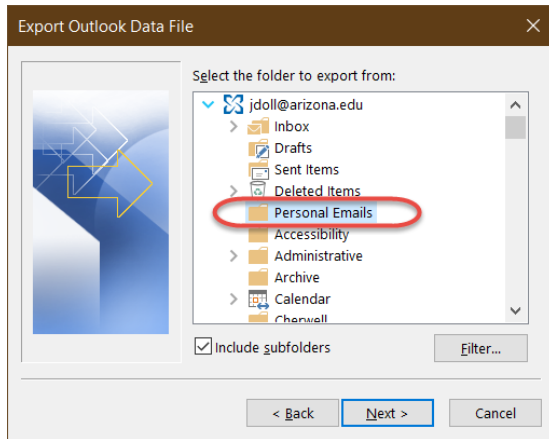 Export Outlook Data File
Select the folder to export from:
jdoll@arizona.edu
Inbox
Drafts
Sent Items
Deleted Items
Personal Emails
Accessibility
Administrative
Archive
Calendar
Cherwell
Include subfolders
Filter...
< Back
Next >
Cancel